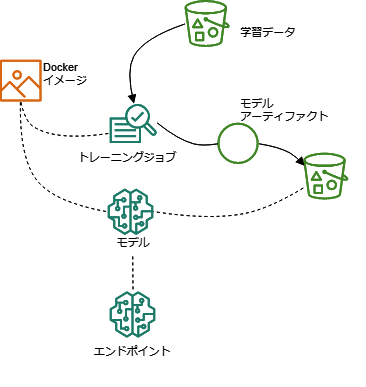 学習データ
Docker
イメージ
モデル
アーティファクト
トレーニングジョブ
モデル
エンドポイント